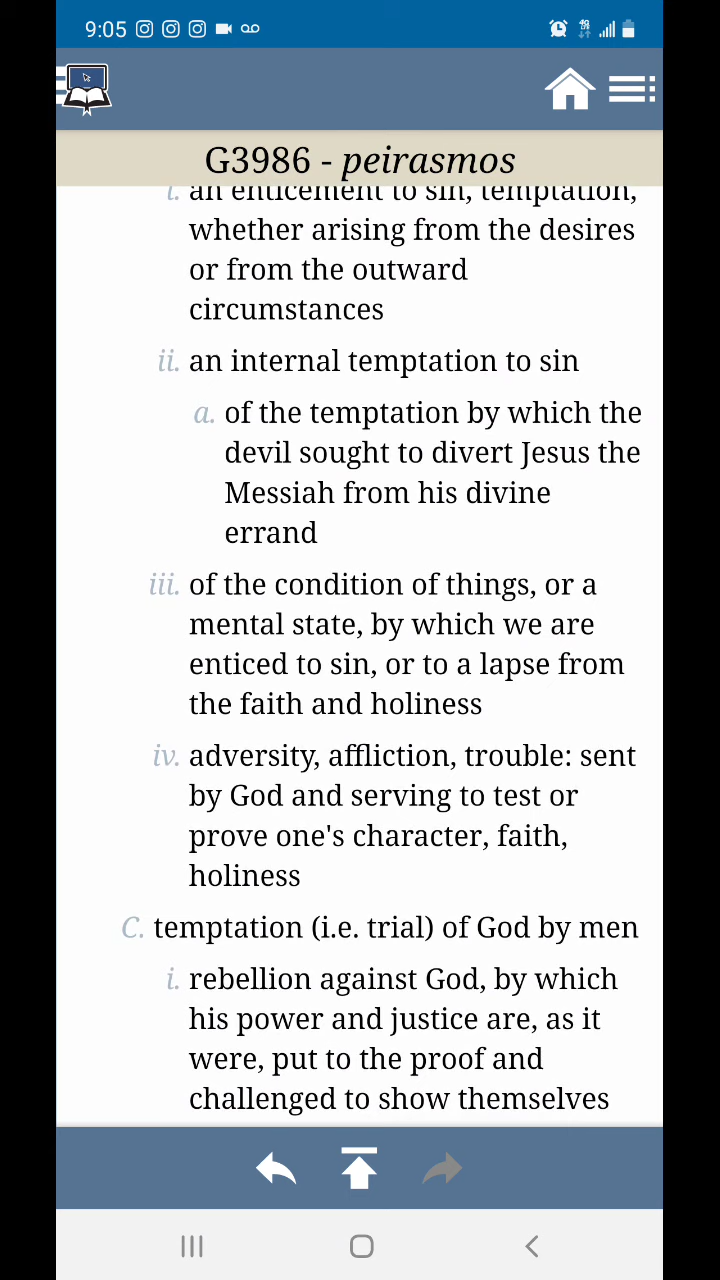 9:05
G3986 - peirasmos
i. an enticement to sin, temptation,
whether arising from the desires
or from the outward
circumstances
ii. an internal temptation to sin
a. of the temptation by which the
devil sought to divert Jesus the
Messiah from his divine
errand
iii. of the condition of things, or a
mental state, by which we are
enticed to sin, or to a lapse from
the faith and holiness
iv. adversity, affliction, trouble: sent
by God and serving to test or
prove one's character, faith,
holiness
C. temptation (i.e. trial) of God by men
i. rebellion against God, by which
his power and justice are, as it
were, put to the proof and
challenged to show themselves